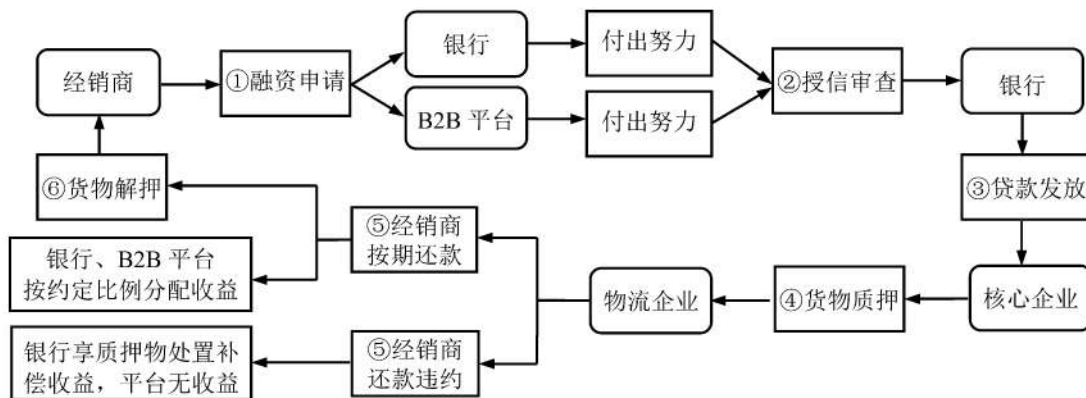 经销商
①融资申请
银行
付出努力
B2B 平台
付出努力
②授信审查
银行
③贷款发放
核心企业
④货物质押
物流企业
⑤经销商
按期还款
⑥货物解押
银行、B2B 平台
按约定比例分配收益
⑤经销商
还款违约
银行享质押物处置补
偿收益，平台无收益